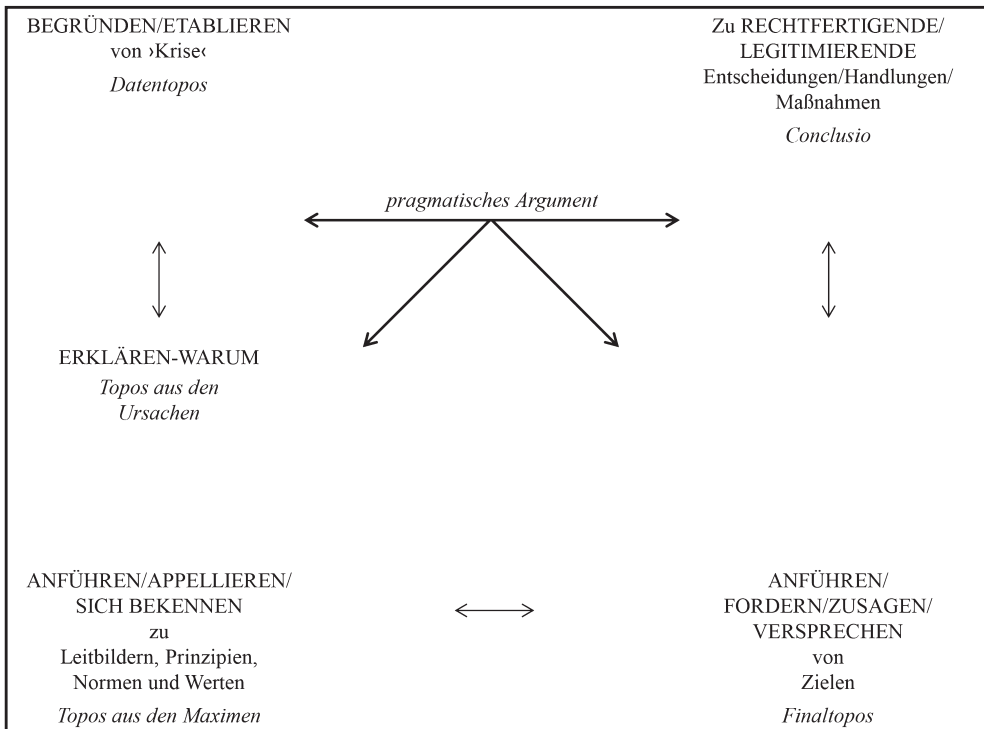 BEGRÜNDEN/ETABLIEREN
von ›Krise‹
Datentopos
Zu RECHTFERTIGENDE/
LEGITIMIERENDE
Entscheidungen/Handlungen/
Maßnahmen
Conclusio
pragmatisches Argument
ERKLÄREN-WARUM
Topos aus den
Ursachen
ANFÜHREN/APPELLIEREN/
SICH BEKENNEN
zu
Leitbildern, Prinzipien,
Normen und Werten
Topos aus den Maximen
ANFÜHREN/
FORDERN/ZUSAGEN/
VERSPRECHEN
von
Zielen
Finaltopos